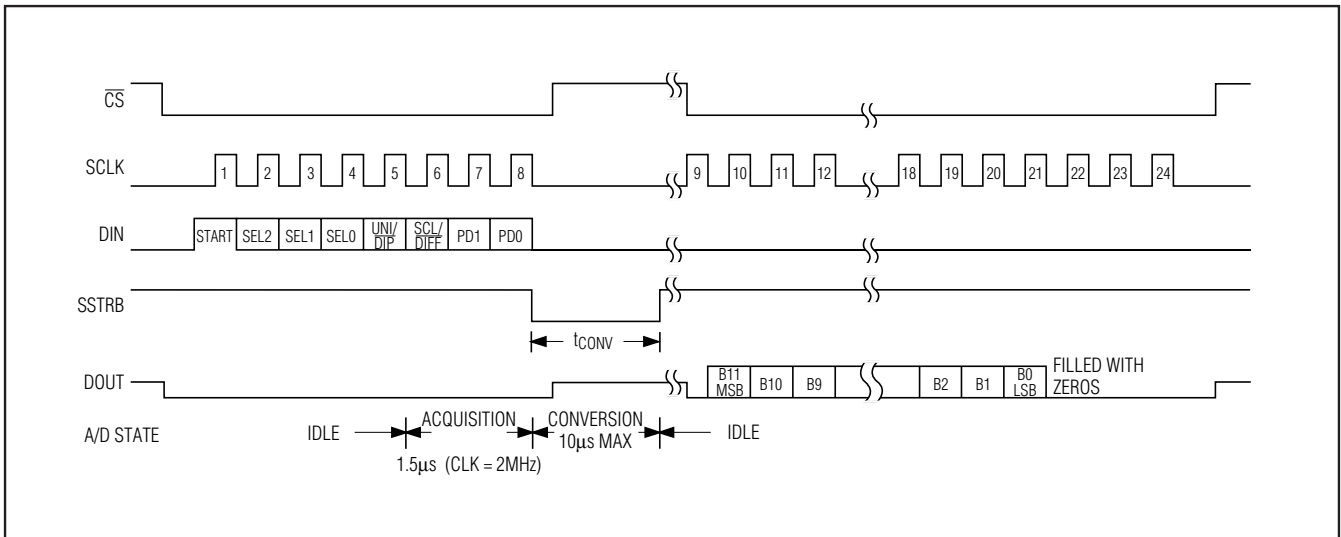 CS
SCLK
1 2 3 4 5 6 7 8 9 10 11 12 18 19 20 21 22 23 24
DIN
START SEL2 SEL1 SEL0 UNI/DIP SCL/DIFF PD1 PD0
SSTRB
tCONV
DOUT
B11 MSB B10 B9 B2 B1 B0 LSB
FILLED WITH
ZEROS
A/D STATE
IDLE
ACQUISITION
1.5µs (CLK = 2MHz)
CONVERSION
10µs MAX
IDLE